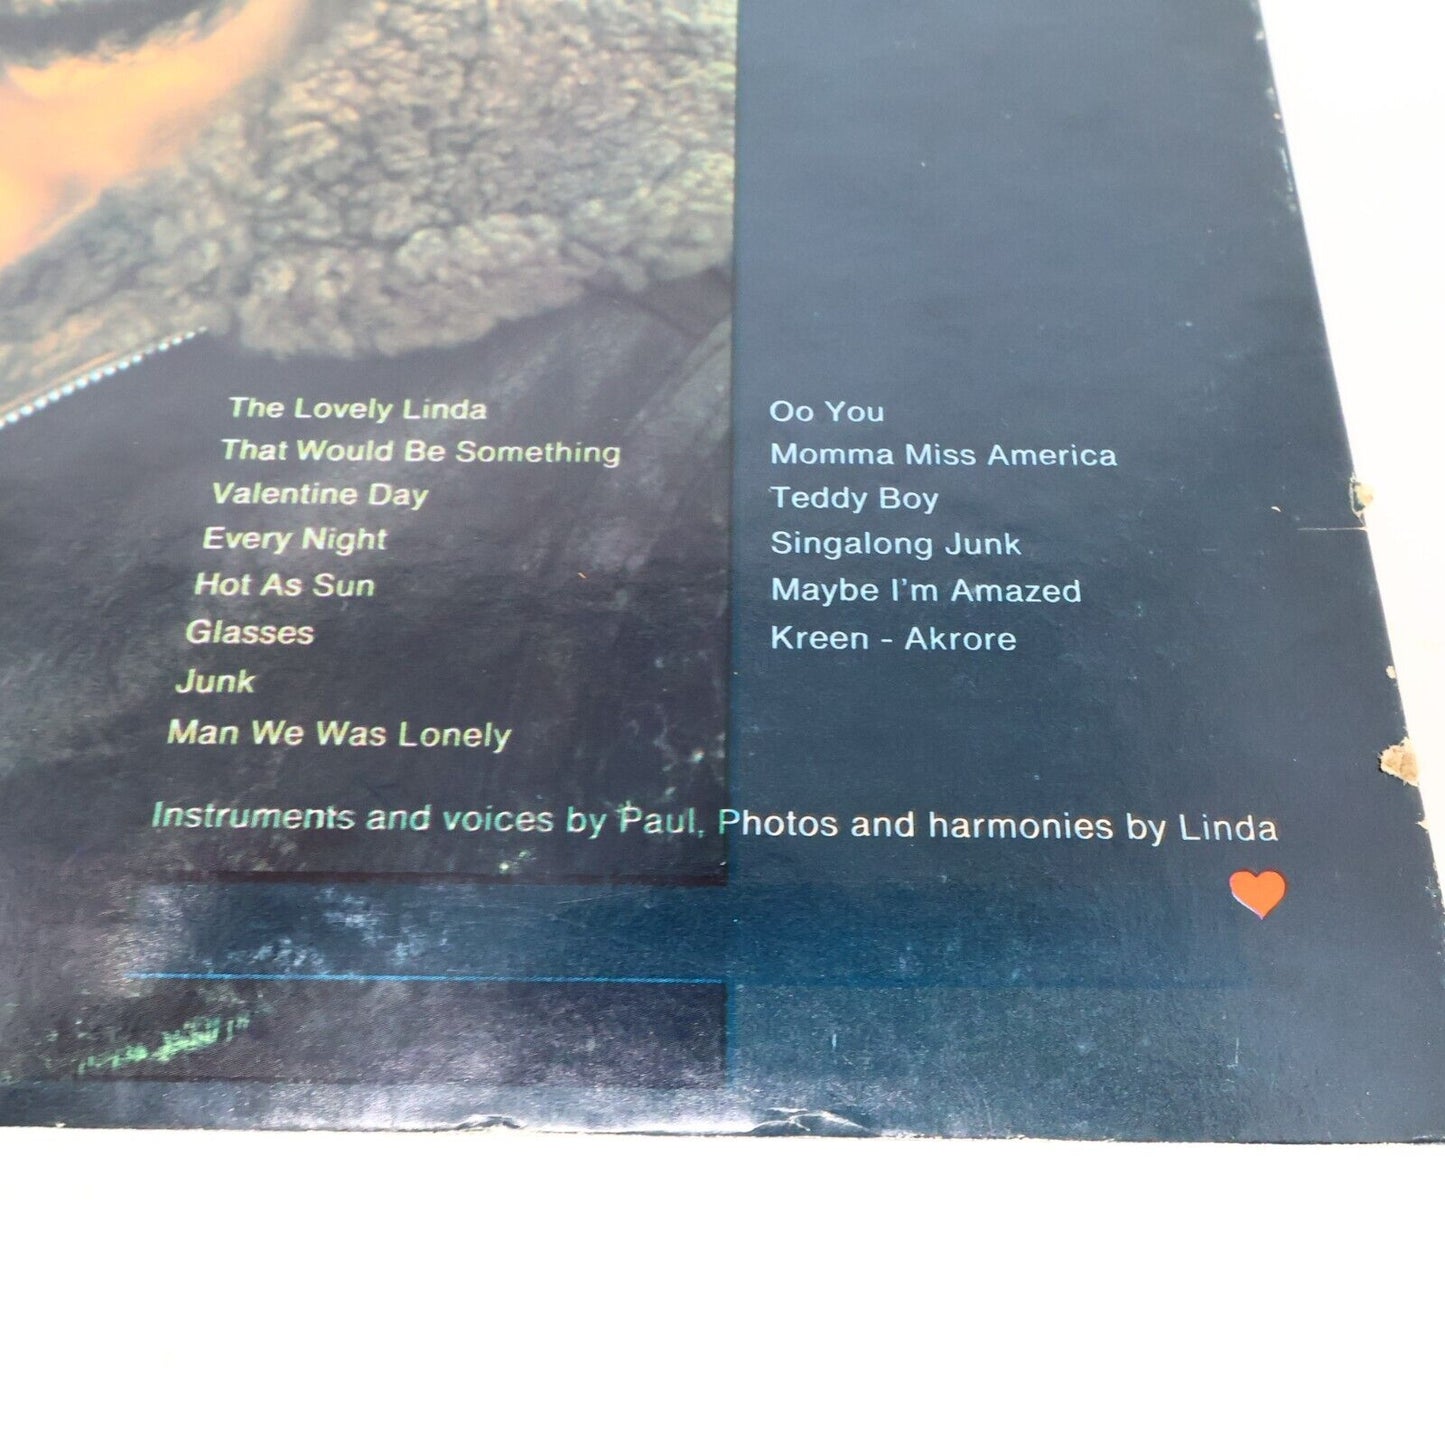 The Lovely Linda
That Would Be Something
Valentine Day
Every Night
Hot As Sun
Glasses
Junk
Man We Was Lonely
Oo You
Momma Miss America
Teddy Boy
Singalong Junk
Maybe I'm Amazed
Kreen - Akrore
Instruments and voices by Paul, Photos and harmonies by Linda